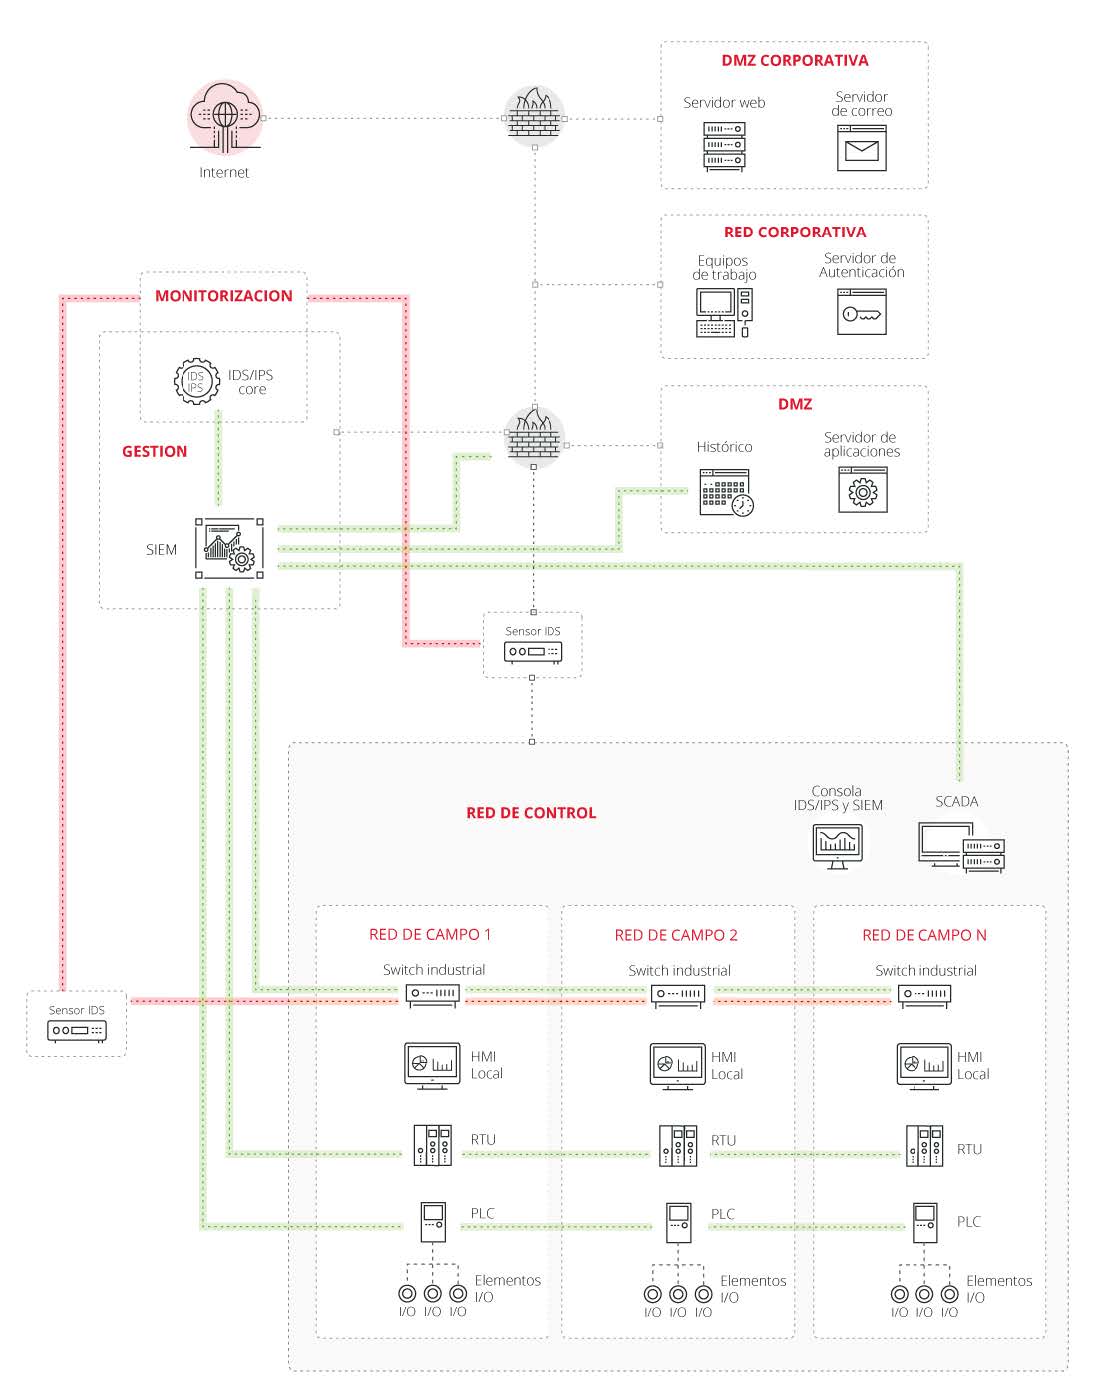 DMZ CORPORATIVA
Servidor web
Servidor
de correo
Internet
RED CORPORATIVA
Equipos
de trabajo
Servidor de
Autenticación
MONITORIZACION
IDS
IPS
IDS/IPS
core
GESTION
DMZ
Histórico
Servidor de
aplicaciones
SIEM
Sensor IDS
RED DE CONTROL
Consola
IDS/IPS y SIEM
SCADA
RED DE CAMPO 1
RED DE CAMPO 2
RED DE CAMPO N
Switch industrial
Switch industrial
Switch industrial
Sensor IDS
HMI
Local
HMI
Local
HMI
Local
RTU
RTU
RTU
PLC
PLC
PLC
Elementos
I/O
I/O I/O I/O
Elementos
I/O
I/O I/O I/O
Elementos
I/O
I/O I/O I/O